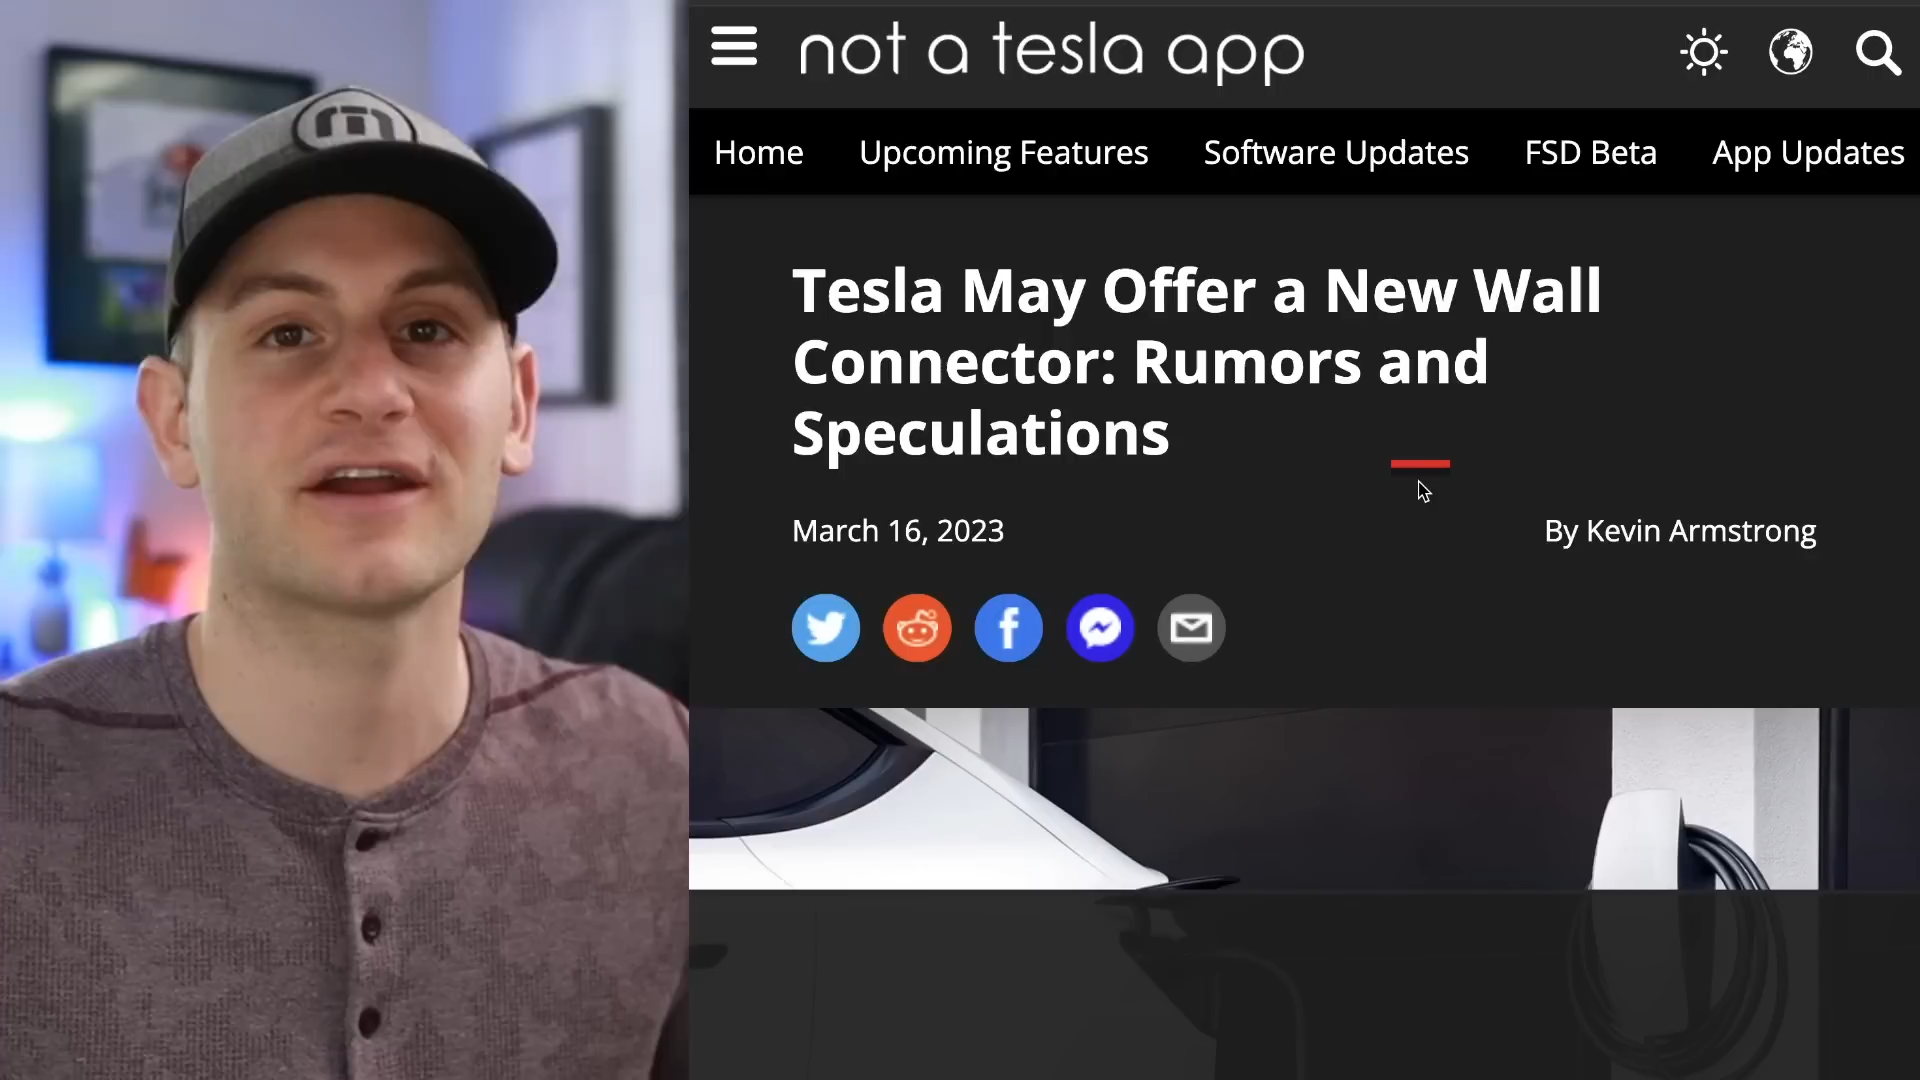 not a tesla app
Home Upcoming Features Software Updates FSD Beta App Updates
Tesla May Offer a New Wall
Connector: Rumors and
Speculations
March 16, 2023 By Kevin Armstrong